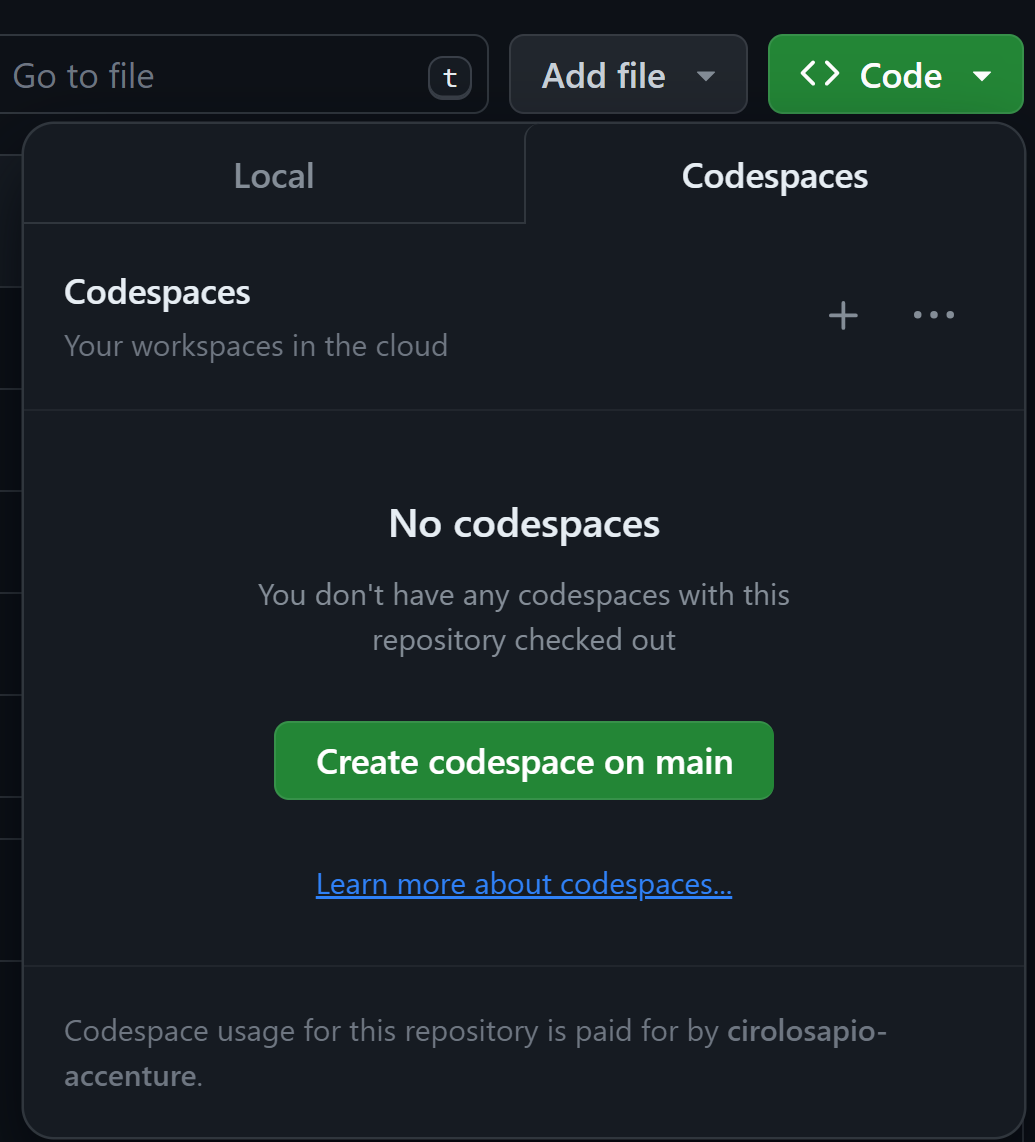 Go to file
t
Add file
Code
Local
Codespaces
Codespaces
Your workspaces in the cloud
No codespaces
You don't have any codespaces with this
repository checked out
Create codespace on main
Learn more about codespaces...
Codespace usage for this repository is paid for by cirolosapio-
accenture.